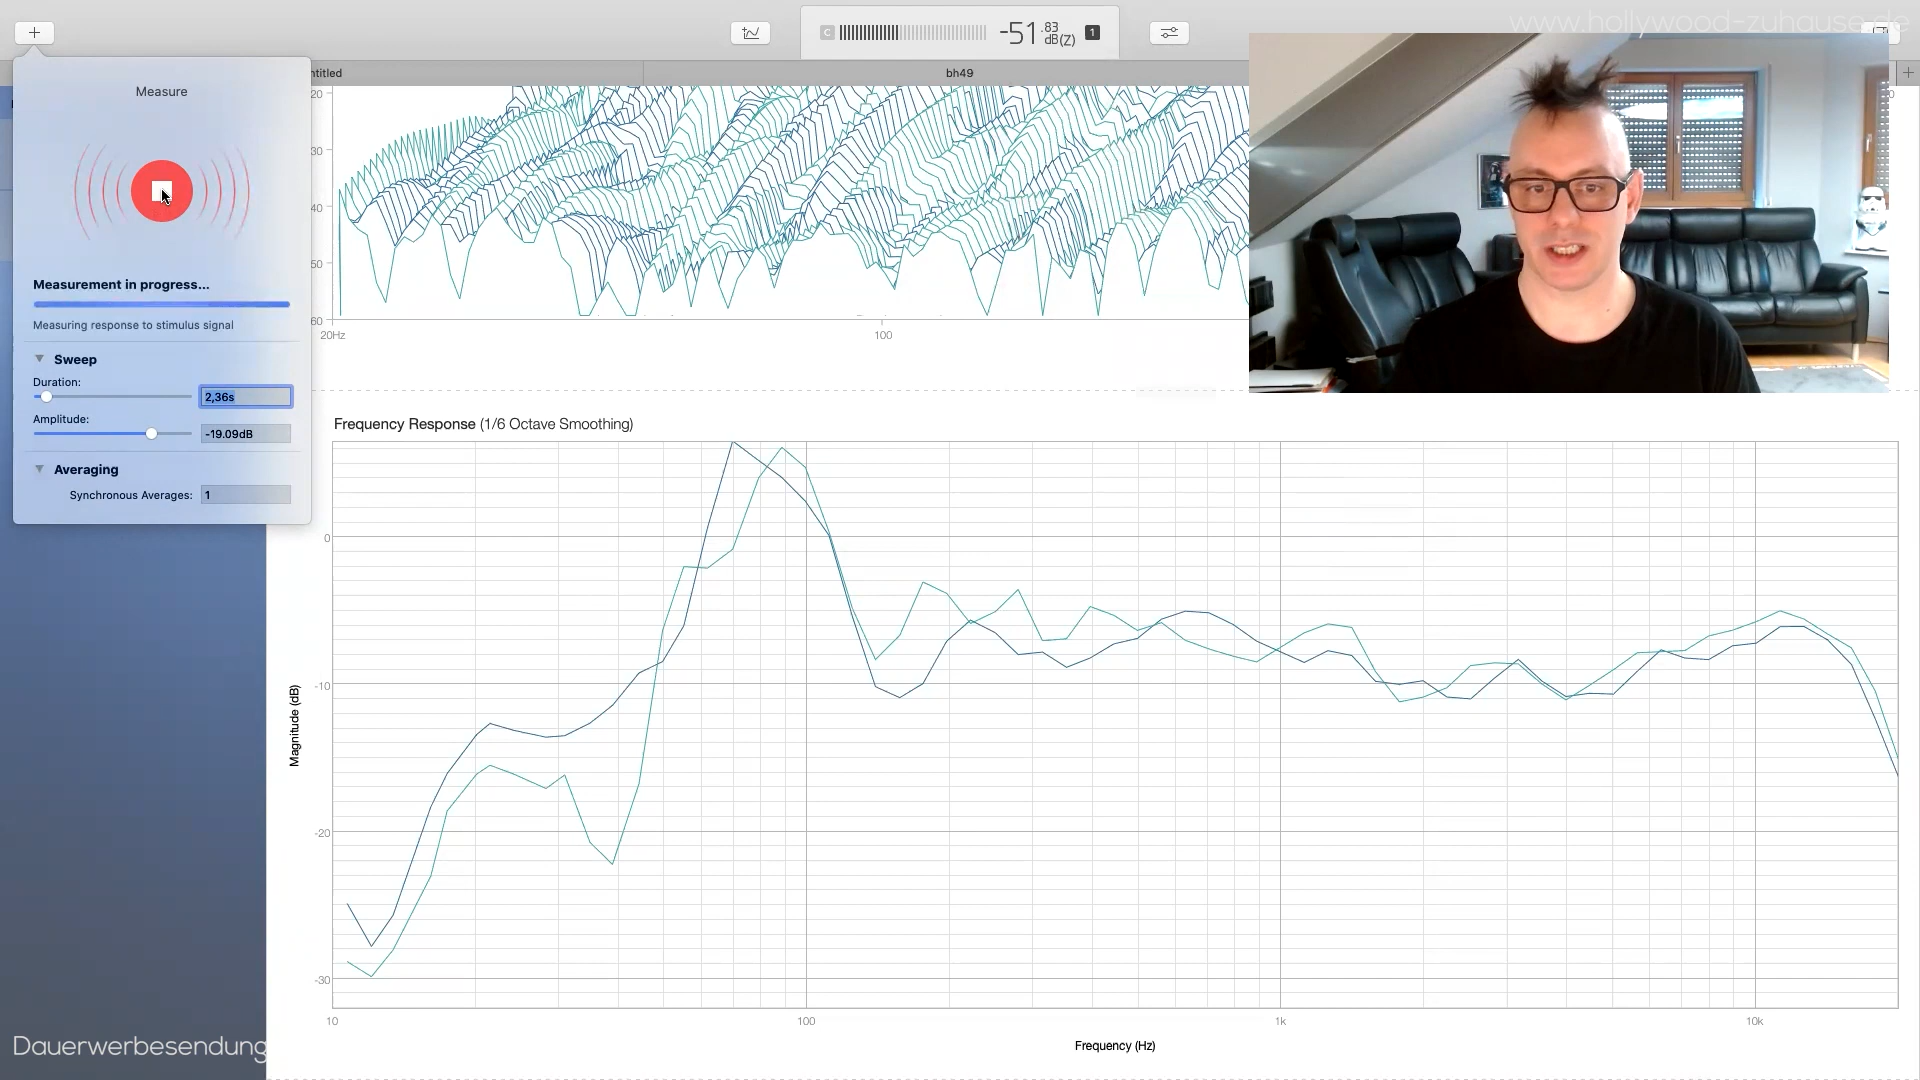 www.hollywood-zuhause.de
C
-51
.83
dB(Z)
1
ntitled
bh49
Measure
Measurement in progress...
Measuring response to stimulus signal
Sweep
Duration:
2,36s
Amplitude:
-19.09dB
Averaging
Synchronous Averages:
1
20
30
40
50
60
20Hz
100
Frequency Response (1/6 Octave Smoothing)
0
-10
-20
-30
Magnitude (dB)
10
100
1k
10k
Frequency (Hz)
Dauerwerbesendung